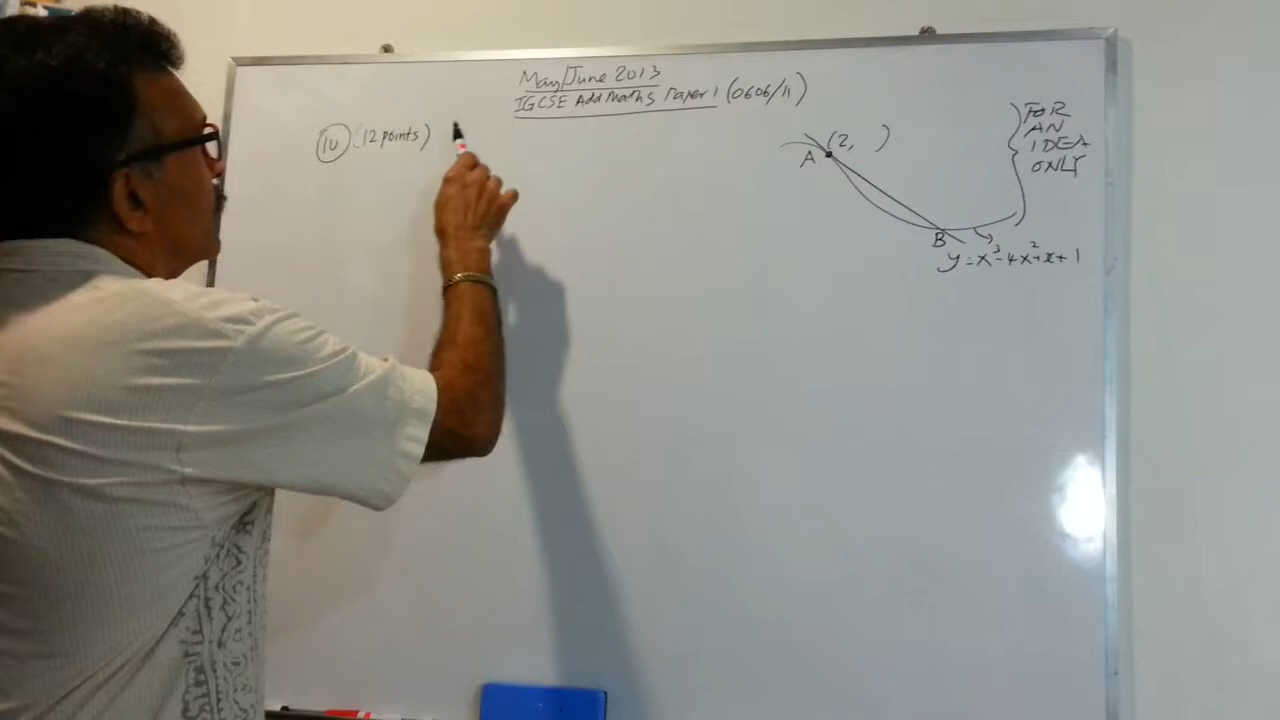 May/June 2013
IGCSE Add Maths Paper 1 (0606/11)
10 (12 points)
A (2, )
B
y = x³ - 4x² + x + 1
FOR
AN
IDEA
ONLY